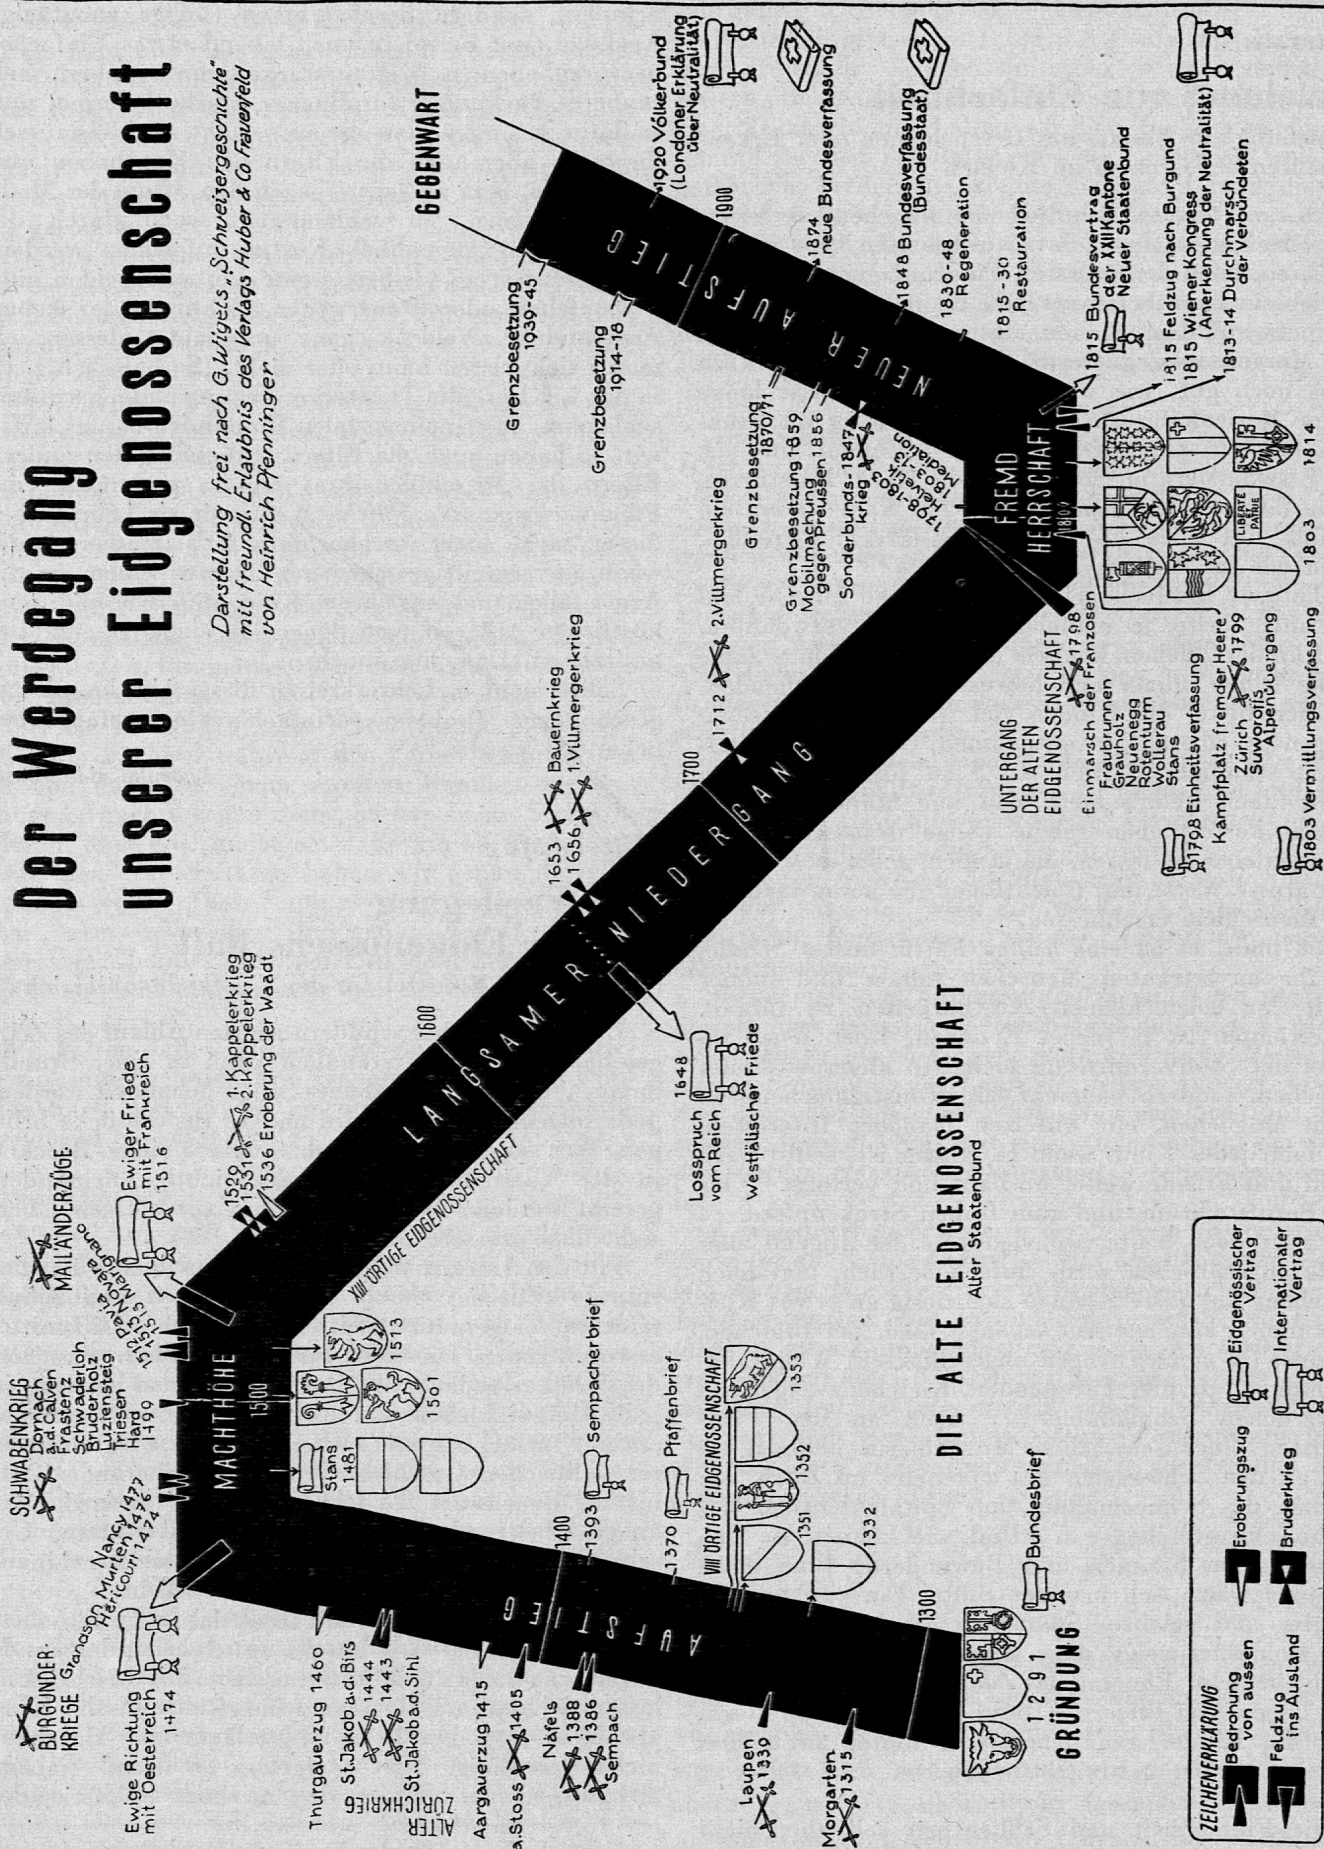 Der Werdegang
unserer Eidgenossenschaft
Darstellung frei nach G. Wigets „Schweizergeschichte"
mit freundl. Erlaubnis des Verlags Huber & Co Frauenfeld
von Heinrich Pfenninger
BURGUNDER-
KRIEGE
Grandson Murten Nancy 1477
1476
Héricourt 1474
Ewige Richtung
mit Oesterreich
1474
SCHWABENKRIEG
Dornach
a.d. Calven
Frastenz
Schwaderloh
Bruderholz
Luziensteig
Triesen
Hard
1499
MAILÄNDERZÜGE
Pavia
Novara
Marignano
1513
1515
Ewiger Friede
mit Frankreich
1516
MACHTHÖHE
1500
Stans
1481
1501
1513
XIII ÖRTIGE EIDGENOSSENSCHAFT
1529 1. Kappelerkrieg
1531 2. Kappelerkrieg
1536 Eroberung der Waadt
Thurgauerzug 1460
St. Jakob a.d. Birs
1444
1443
St. Jakob a.d. Sihl
ALTER
ZÜRICHKRIEG
Aargauerzug 1415
a. Stoss 1405
Näfels
1388
1386
Sempach
Laupen
1339
Morgarten
1315
AUFSTIEG
1400
1300
1393 Sempacherbrief
1370 Pfaffenbrief
VIII ÖRTIGE EIDGENOSSENSCHAFT
1353
1352
1351
1332
1291
GRÜNDUNG
Bundesbrief
DIE ALTE EIDGENOSSENSCHAFT
Alter Staatenbund
LANGSAMER NIEDERGANG
1600
1700
Lossspruch
vom Reich
1648
Westfälischer Friede
1653 Bauernkrieg
1656 1. Villmergerkrieg
1712 2. Villmergerkrieg
UNTERGANG
DER ALTEN
EIDGENOSSENSCHAFT
1798
Einmarsch der Franzosen
Fraubrunnen
Grauholz
Neuenegg
Rotenturm
Wollerau
Stans
1798 Einheitsverfassung
Kampfplatz fremder Heere
Zürich 1799
Suworoffs
Alpenübergang
1803 Vermittlungsverfassung
FREMD
HERRSCHAFT
1798-1803
Helvetik
1803-13
Mediation
LIBERTÉ
ET
PATRIE
1803
1814
1815 Bundesvertrag
der XXII Kantone
Neuer Staatenbund
1815 Feldzug nach Burgund
1815 Wiener Kongress
(Anerkennung der Neutralität)
1813-14 Durchmarsch
der Verbündeten
NEUER AUFSTIEG
1900
GEGENWART
Grenzbesetzung
1939-45
Grenzbesetzung
1914-18
Grenzbesetzung
1870/71
Grenzbesetzung 1859
Mobilmachung
gegen Preussen 1856
Sonderbunds- 1847
krieg
1920 Völkerbund
(Londoner Erklärung
über Neutralität)
1874
neue Bundesverfassung
1848 Bundesverfassung
(Bundesstaat)
1830-48
Regeneration
1815-30
Restauration
ZEICHENERKLÄRUNG
Bedrohung
von aussen
Eroberungszug
Eidgenössischer
Vertrag
Feldzug
ins Ausland
Bruderkrieg
Internationaler
Vertrag